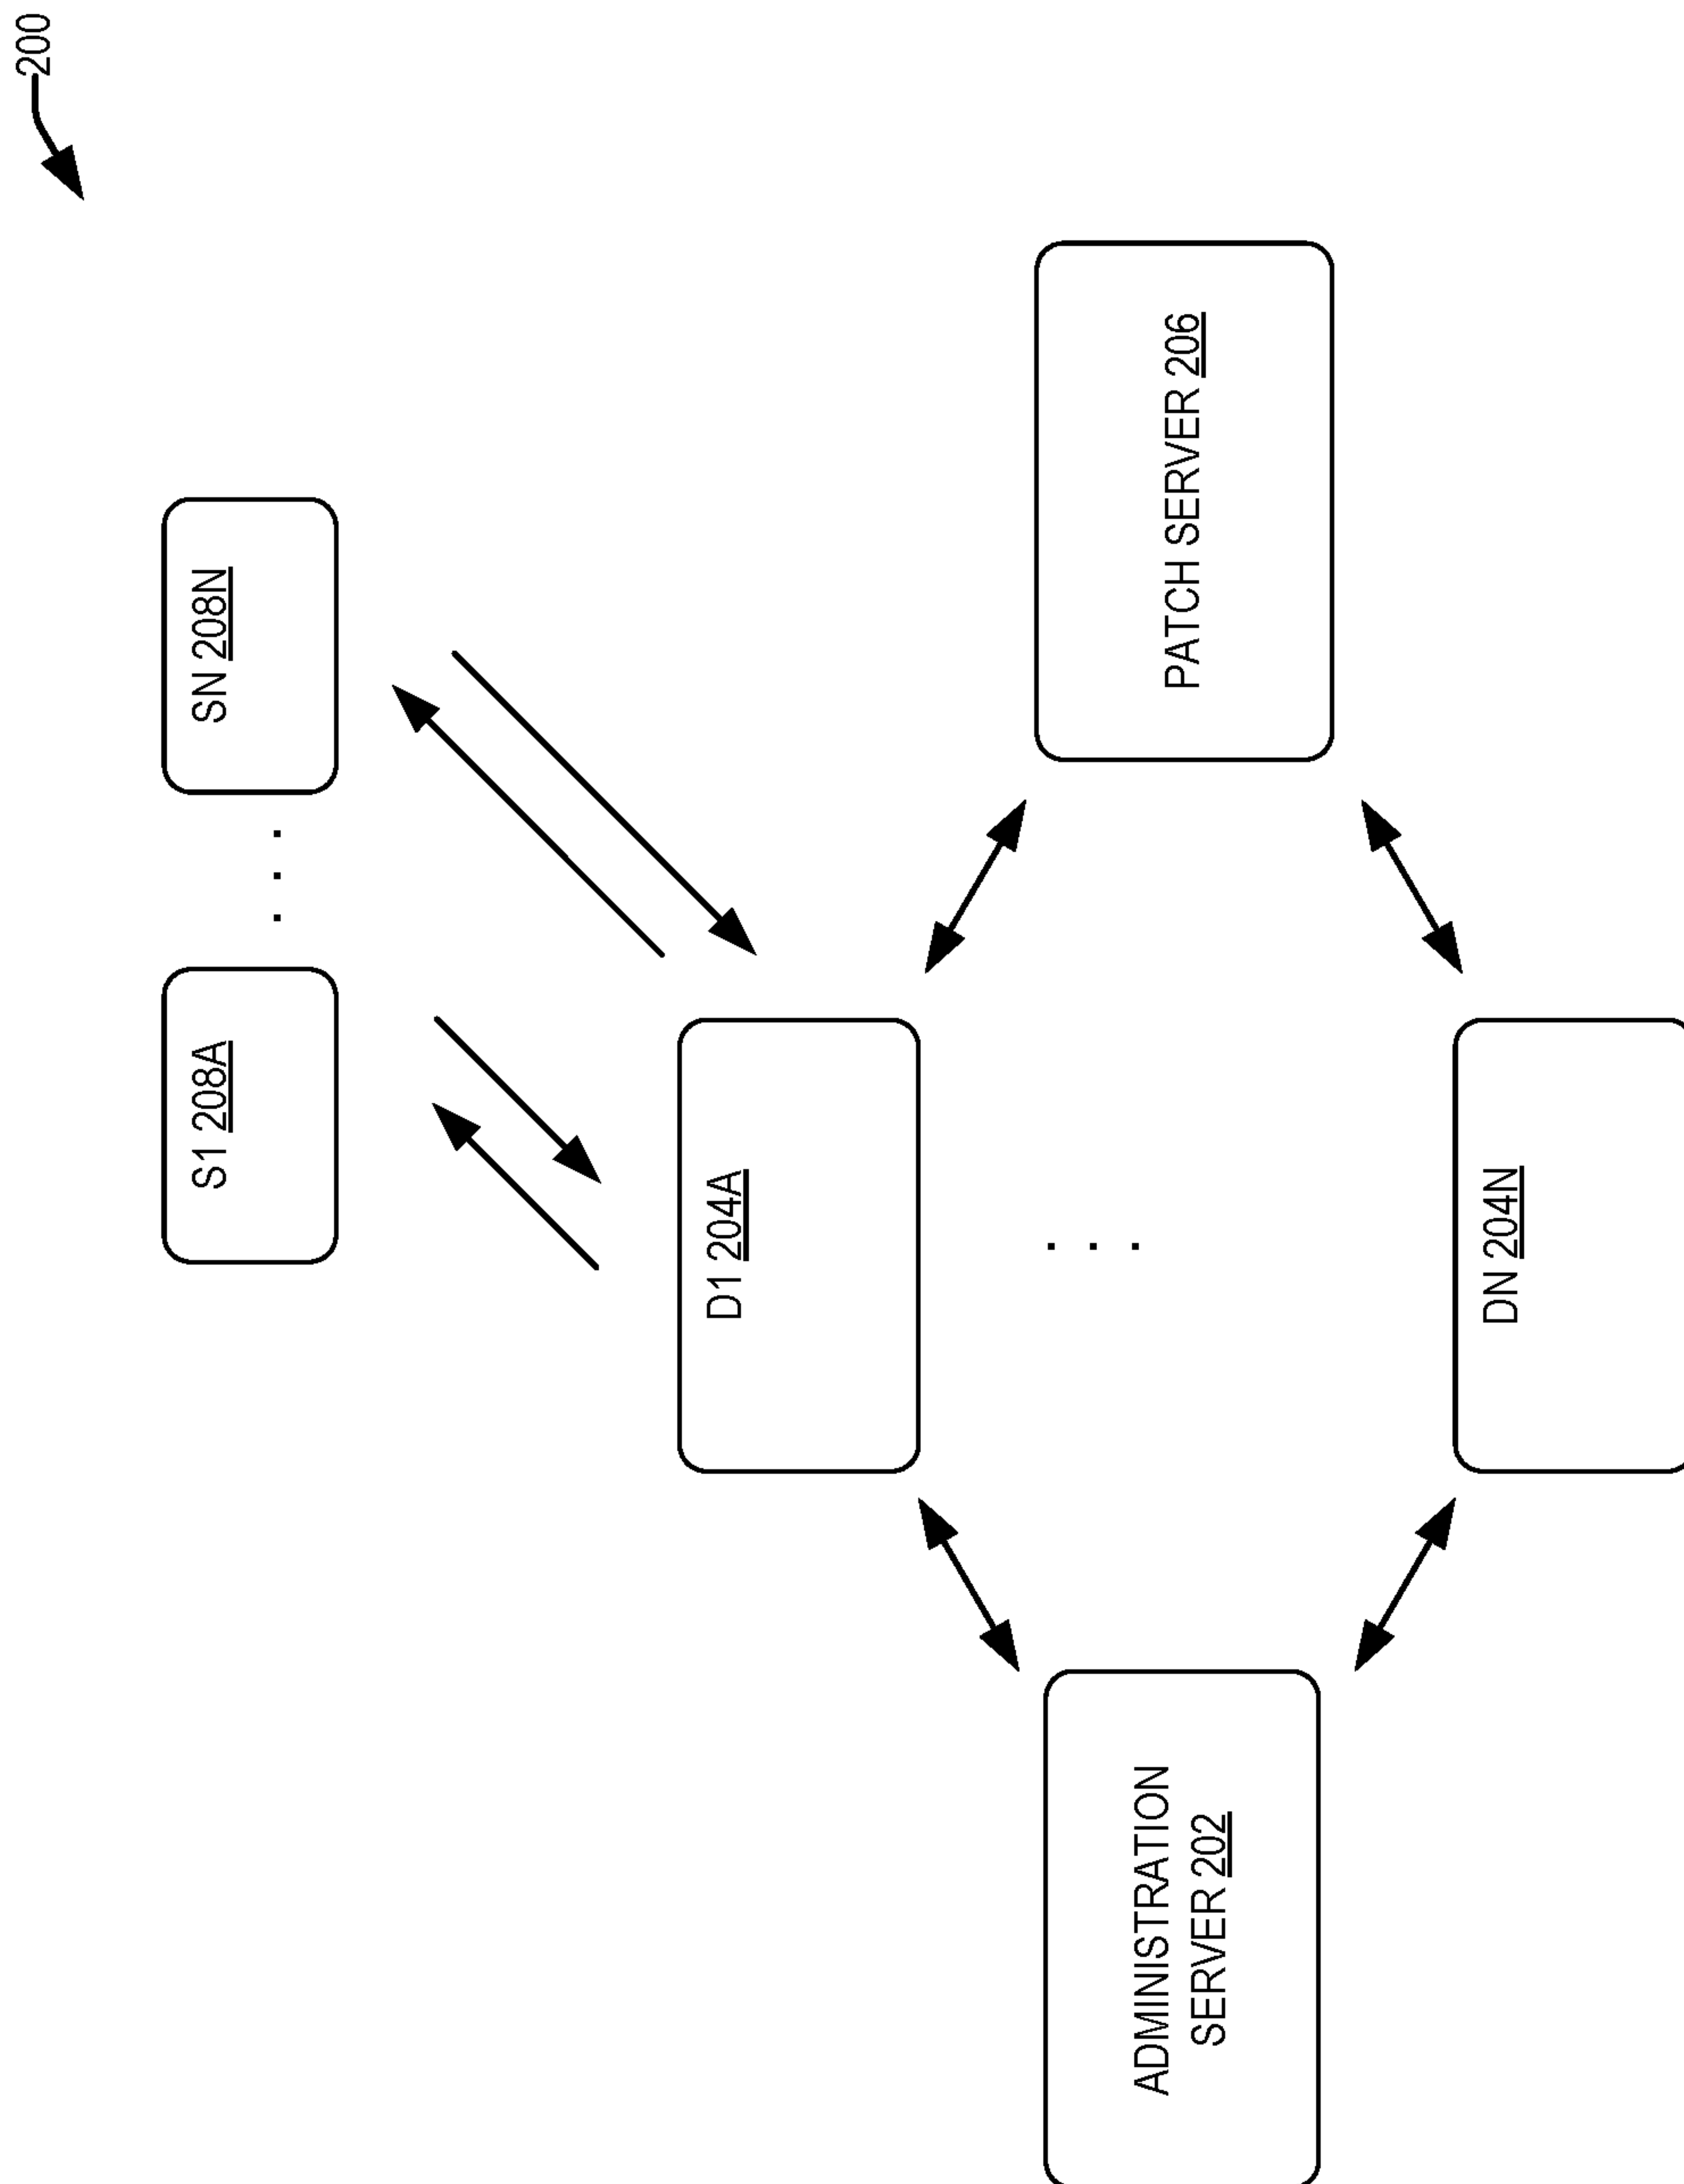 200
S1 208A
. . .
SN 208N
D1 204A
. . .
ADMINISTRATION
SERVER 202
PATCH SERVER 206
DN 204N